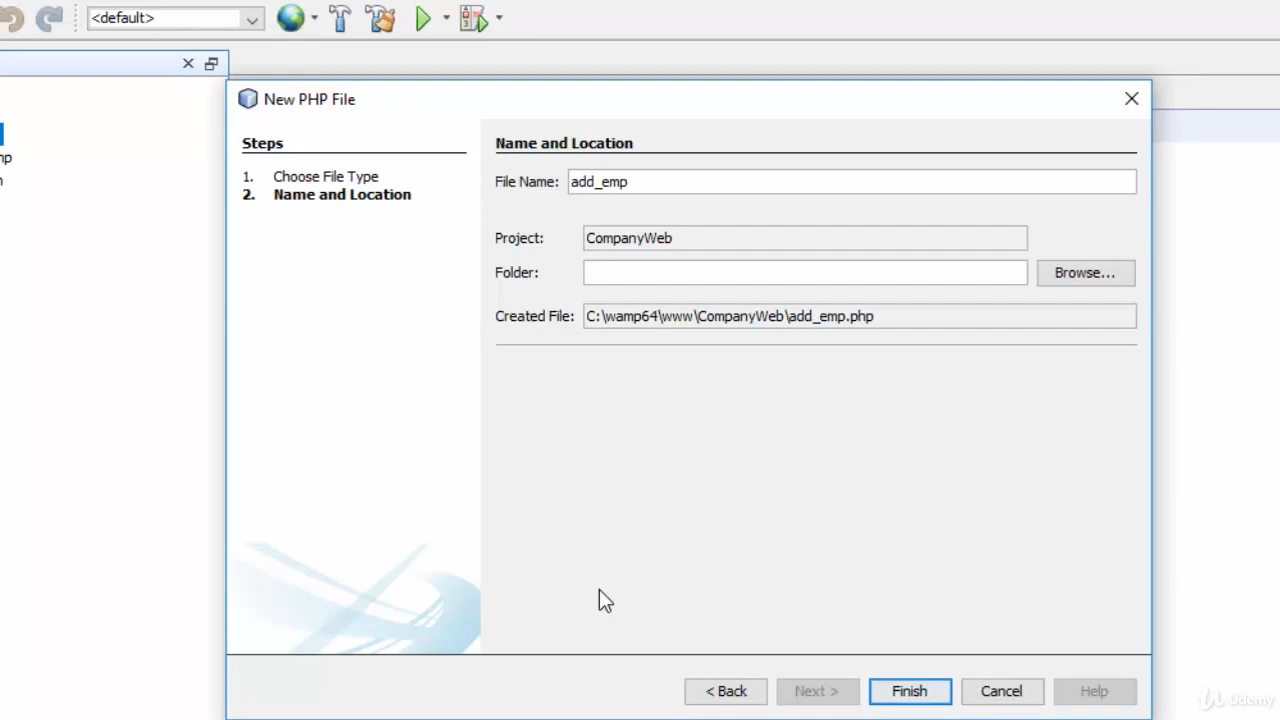 <default>
New PHP File
Steps
1. Choose File Type
2. Name and Location
Name and Location
File Name: add_emp
Project: CompanyWeb
Folder:
Browse...
Created File: C:\wamp64\www\CompanyWeb\add_emp.php
< Back
Next >
Finish
Cancel
Help
Udemy